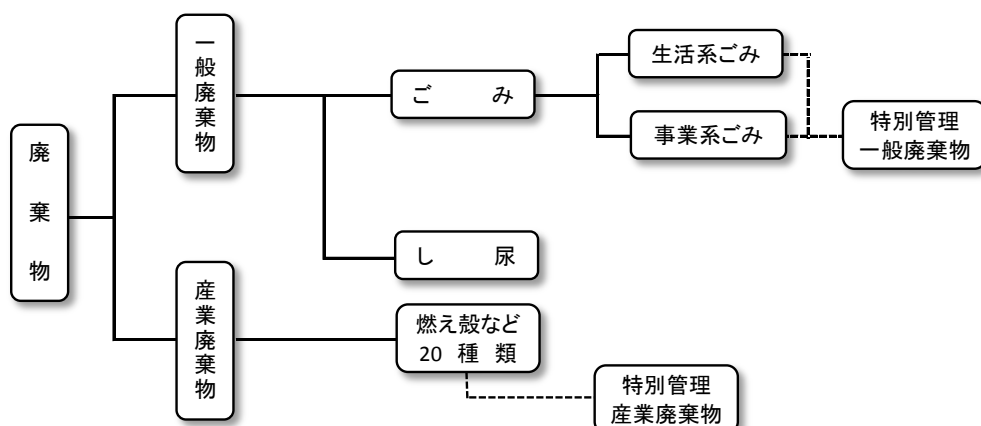 廃棄物
一般廃棄物
ごみ
生活系ごみ
事業系ごみ
特別管理
一般廃棄物
し尿
産業廃棄物
燃え殻など
20 種 類
特別管理
産業廃棄物